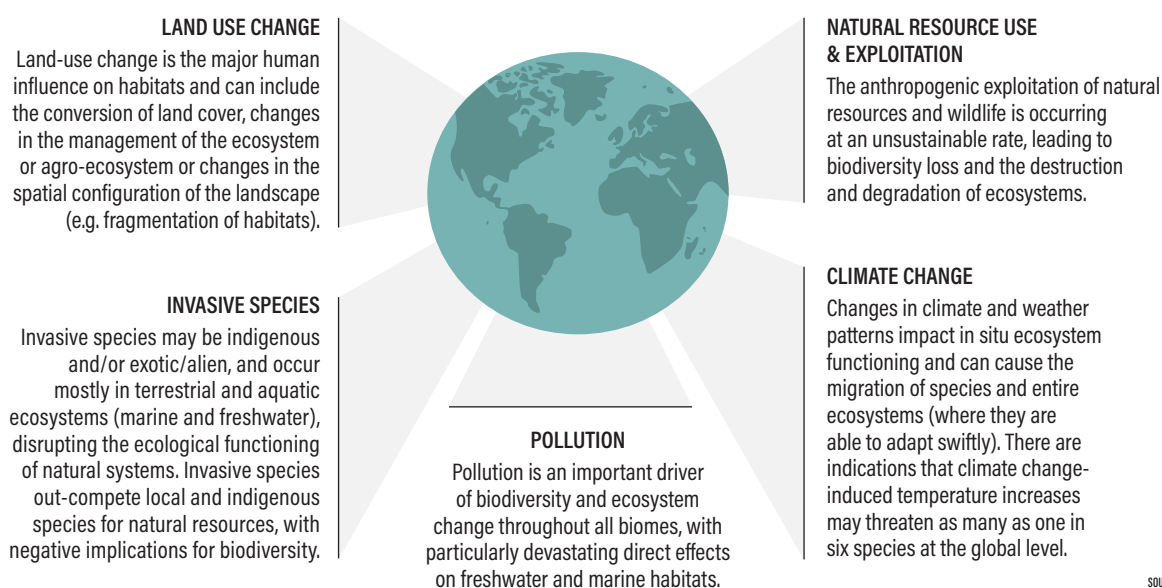 LAND USE CHANGE
Land-use change is the major human
influence on habitats and can include
the conversion of land cover, changes
in the management of the ecosystem
or agro-ecosystem or changes in the
spatial configuration of the landscape
(e.g. fragmentation of habitats).
INVASIVE SPECIES
Invasive species may be indigenous
and/or exotic/alien, and occur
mostly in terrestrial and aquatic
ecosystems (marine and freshwater),
disrupting the ecological functioning
of natural systems. Invasive species
out-compete local and indigenous
species for natural resources, with
negative implications for biodiversity.
POLLUTION
Pollution is an important driver
of biodiversity and ecosystem
change throughout all biomes, with
particularly devastating direct effects
on freshwater and marine habitats.
NATURAL RESOURCE USE
& EXPLOITATION
The anthropogenic exploitation of natural
resources and wildlife is occurring
at an unsustainable rate, leading to
biodiversity loss and the destruction
and degradation of ecosystems.
CLIMATE CHANGE
Changes in climate and weather
patterns impact in situ ecosystem
functioning and can cause the
migration of species and entire
ecosystems (where they are
able to adapt swiftly). There are
indications that climate change-
induced temperature increases
may threaten as many as one in
six species at the global level.